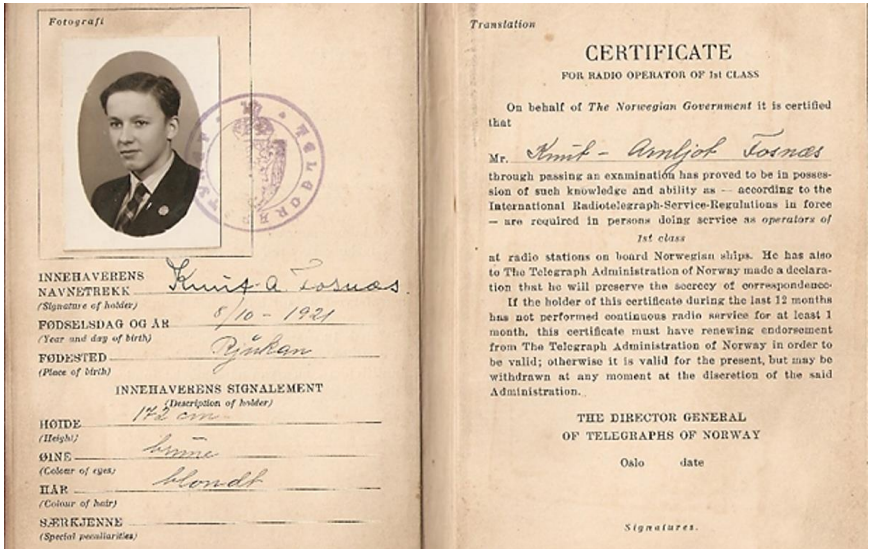 Fotografi
TELEGRAFSTYRET
INNEHAVERENS
NAVNETREKK Knut-A. Fosnæs.
(Signature of holder)
FØDSELSDAG OG ÅR 8/10 - 1921
(Year and day of birth)
FØDESTED Rjukan
(Place of birth)
INNEHAVERENS SIGNALEMENT
(Description of holder)
HØIDE 172 cm
(Height)
ØINE brune
(Colour of eyes)
HÅR blondt
(Colour of hair)
SÆRKJENNE
(Special peculiarities)
Translation
CERTIFICATE
FOR RADIO OPERATOR OF 1st CLASS
On behalf of The Norwegian Government it is certified
that
Mr. Knut - Arnljot Fosnæs
through passing an examination has proved to be in posses-
sion of such knowledge and ability as — according to the
International Radiotelegraph-Service-Regulations in force
— are required in persons doing service as operators of
1st class
at radio stations on board Norwegian ships. He has also
to The Telegraph Administration of Norway made a declara-
tion that he will preserve the secrecy of correspondence.
If the holder of this certificate during the last 12 months
has not performed continuous radio service for at least 1
month, this certificate must have renewing endorsement
from The Telegraph Administration of Norway in order to
be valid; otherwise it is valid for the present, but may be
withdrawn at any moment at the discretion of the said
Administration.
THE DIRECTOR GENERAL
OF TELEGRAPHS OF NORWAY
Oslo date
Signatures.